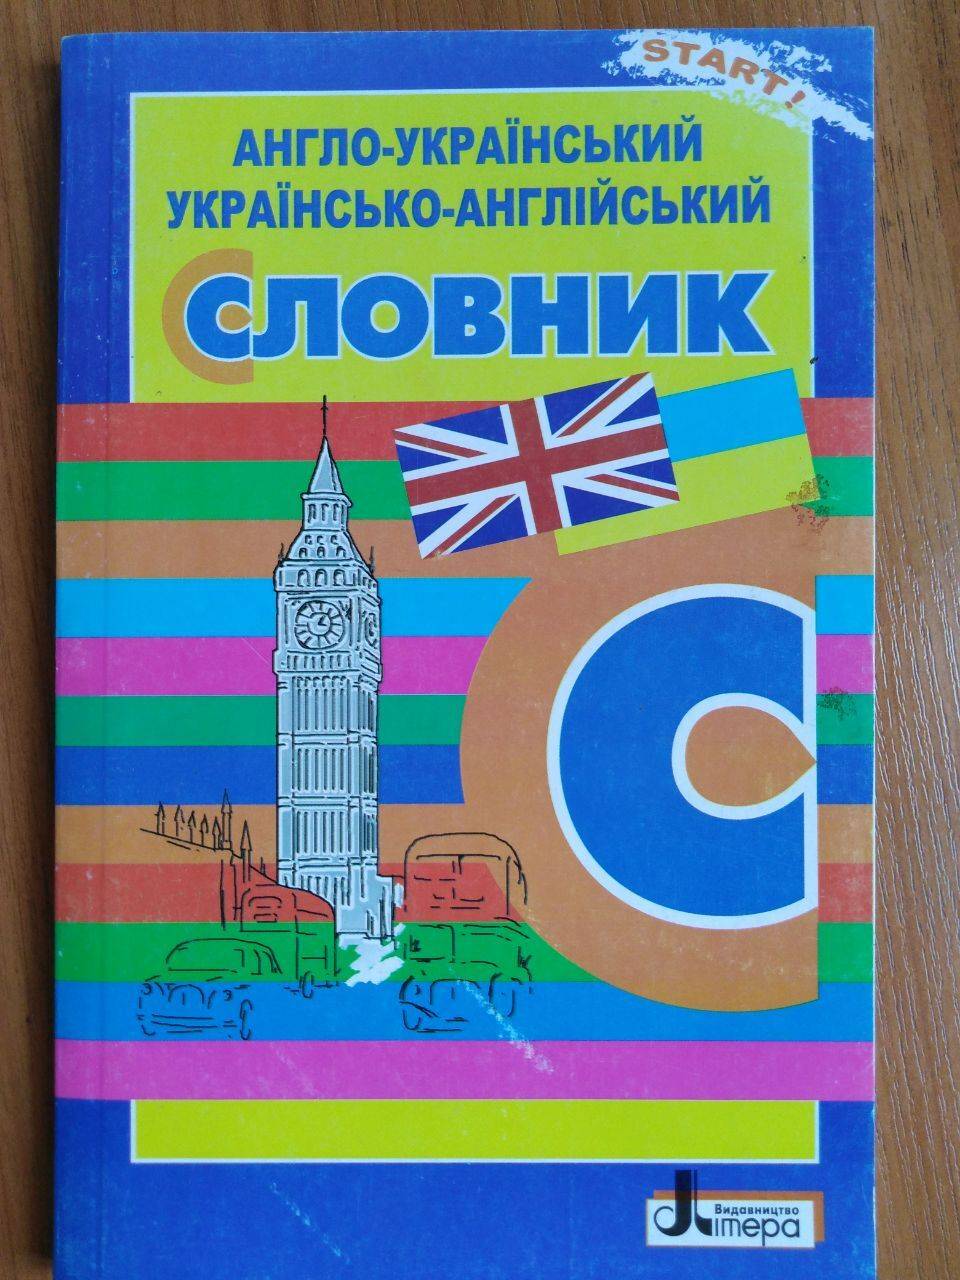 START!
АНГЛО-УКРАЇНСЬКИЙ
УКРАЇНСЬКО-АНГЛІЙСЬКИЙ
СЛОВНИК
С
Видавництво
Літера